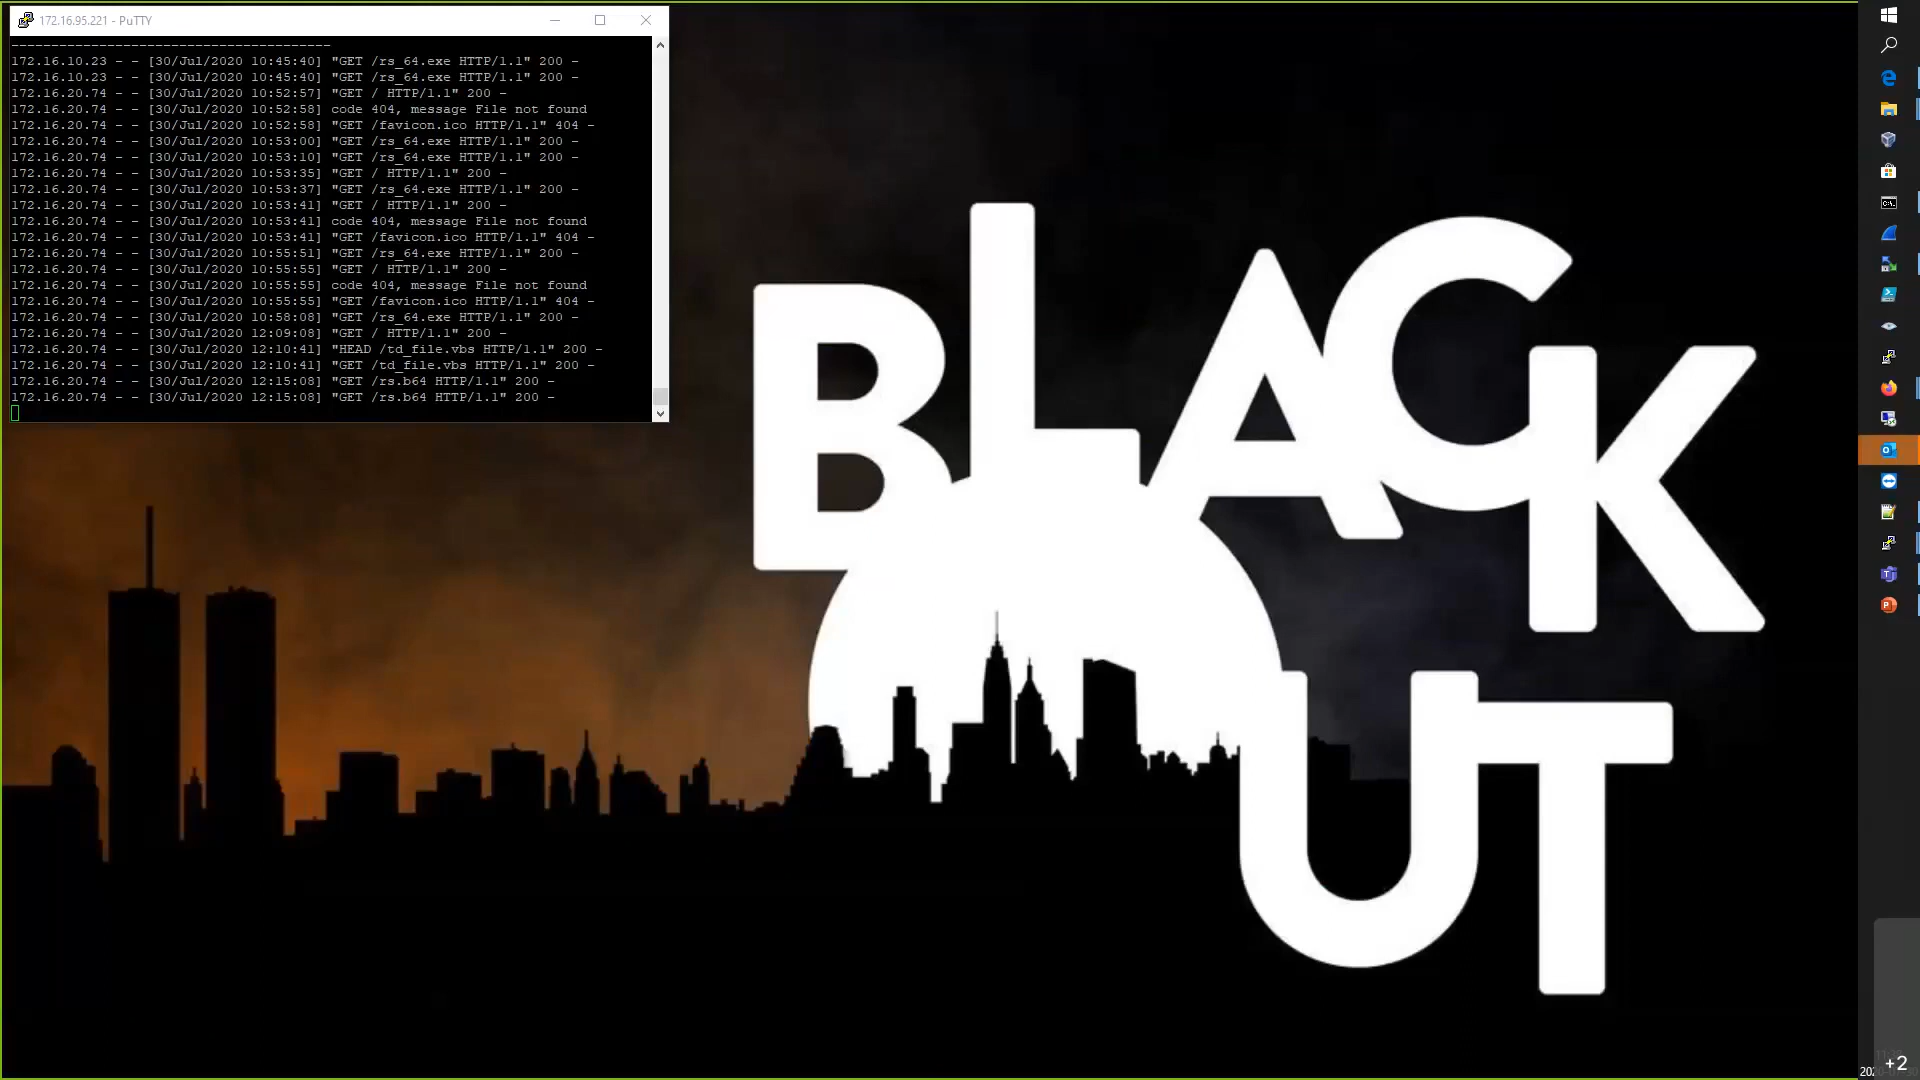 172.16.95.221 - PuTTY
----------------------------------------
172.16.10.23 - - [30/Jul/2020 10:45:40] "GET /rs_64.exe HTTP/1.1" 200 -
172.16.10.23 - - [30/Jul/2020 10:45:40] "GET /rs_64.exe HTTP/1.1" 200 -
172.16.20.74 - - [30/Jul/2020 10:52:57] "GET / HTTP/1.1" 200 -
172.16.20.74 - - [30/Jul/2020 10:52:58] code 404, message File not found
172.16.20.74 - - [30/Jul/2020 10:52:58] "GET /favicon.ico HTTP/1.1" 404 -
172.16.20.74 - - [30/Jul/2020 10:53:00] "GET /rs_64.exe HTTP/1.1" 200 -
172.16.20.74 - - [30/Jul/2020 10:53:10] "GET /rs_64.exe HTTP/1.1" 200 -
172.16.20.74 - - [30/Jul/2020 10:53:35] "GET / HTTP/1.1" 200 -
172.16.20.74 - - [30/Jul/2020 10:53:37] "GET /rs_64.exe HTTP/1.1" 200 -
172.16.20.74 - - [30/Jul/2020 10:53:41] "GET / HTTP/1.1" 200 -
172.16.20.74 - - [30/Jul/2020 10:53:41] code 404, message File not found
172.16.20.74 - - [30/Jul/2020 10:53:41] "GET /favicon.ico HTTP/1.1" 404 -
172.16.20.74 - - [30/Jul/2020 10:55:51] "GET /rs_64.exe HTTP/1.1" 200 -
172.16.20.74 - - [30/Jul/2020 10:55:55] "GET / HTTP/1.1" 200 -
172.16.20.74 - - [30/Jul/2020 10:55:55] code 404, message File not found
172.16.20.74 - - [30/Jul/2020 10:55:55] "GET /favicon.ico HTTP/1.1" 404 -
172.16.20.74 - - [30/Jul/2020 10:58:08] "GET /rs_64.exe HTTP/1.1" 200 -
172.16.20.74 - - [30/Jul/2020 12:09:08] "GET / HTTP/1.1" 200 -
172.16.20.74 - - [30/Jul/2020 12:10:41] "HEAD /td_file.vbs HTTP/1.1" 200 -
172.16.20.74 - - [30/Jul/2020 12:10:41] "GET /td_file.vbs HTTP/1.1" 200 -
172.16.20.74 - - [30/Jul/2020 12:15:08] "GET /rs.b64 HTTP/1.1" 200 -
172.16.20.74 - - [30/Jul/2020 12:15:08] "GET /rs.b64 HTTP/1.1" 200 -
BLACK
OUT
+2